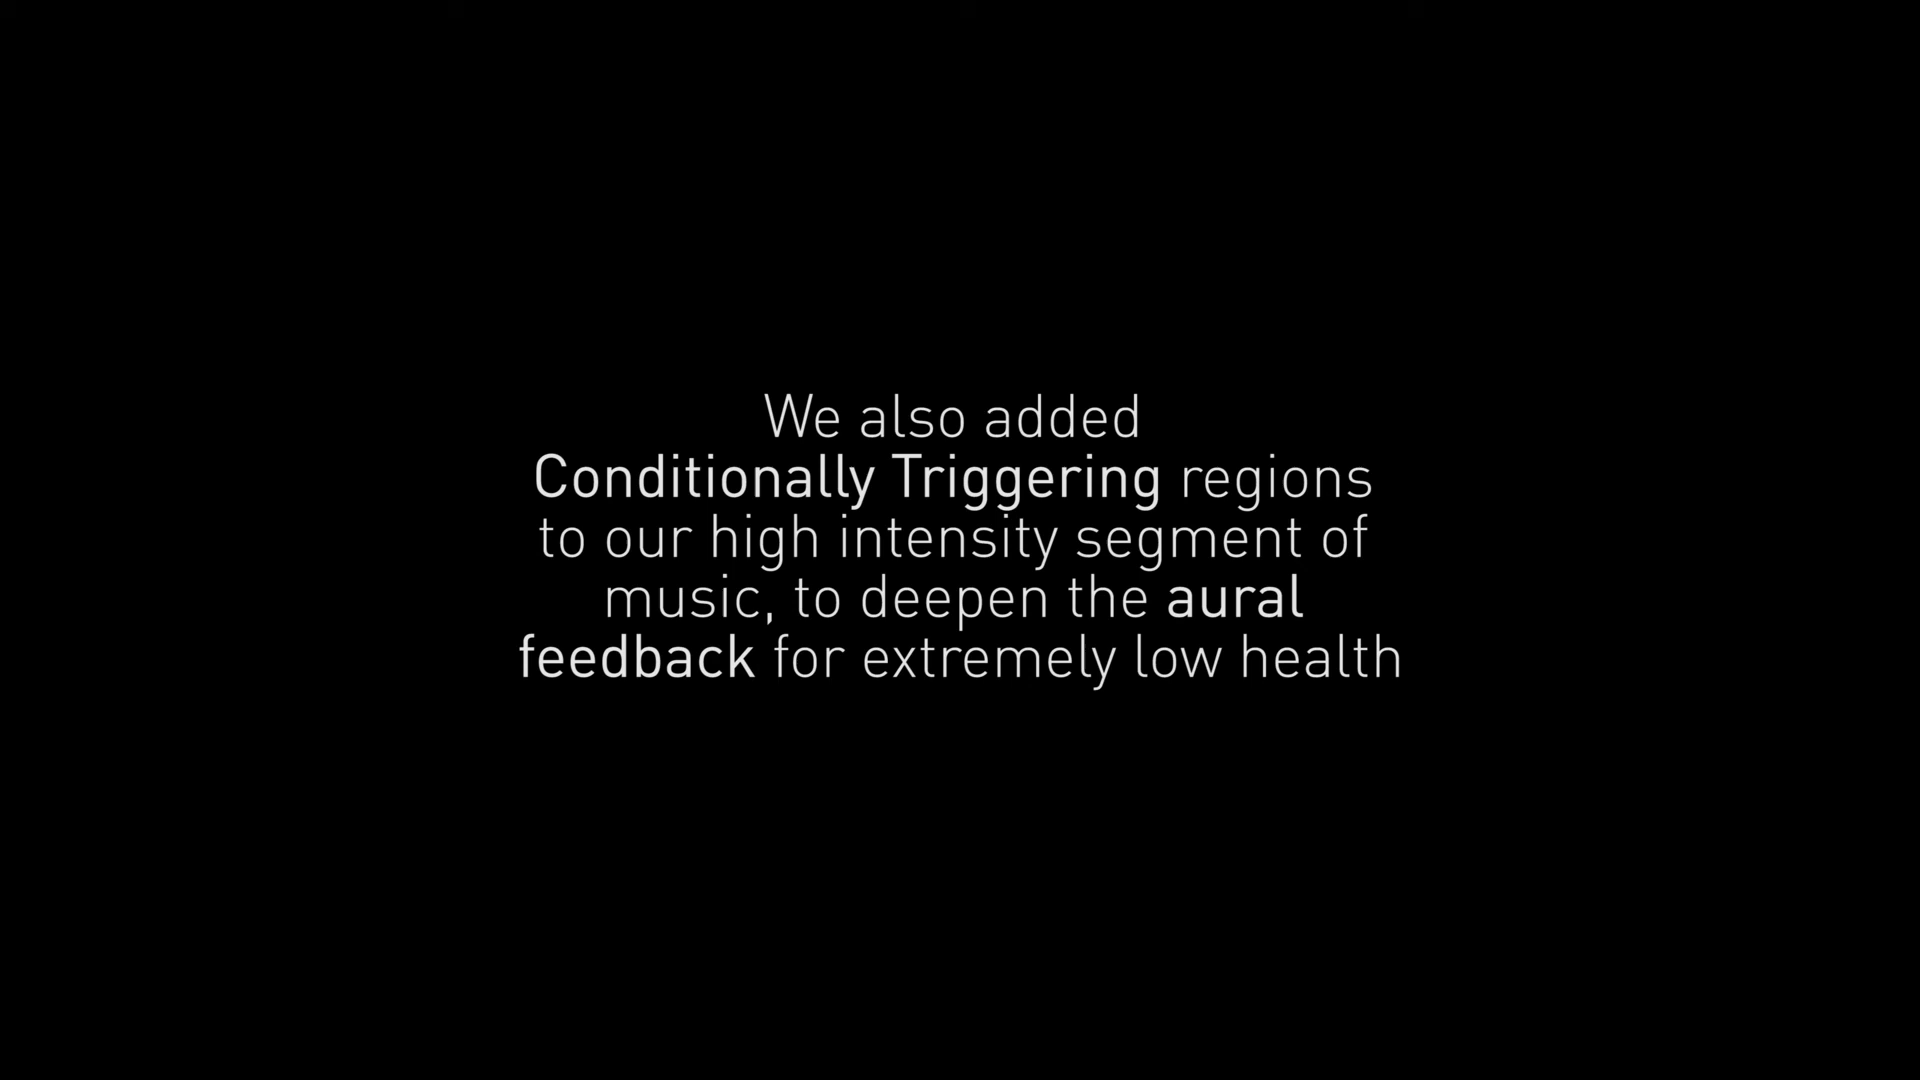 We also added
Conditionally Triggering regions
to our high intensity segment of
music, to deepen the aural
feedback for extremely low health